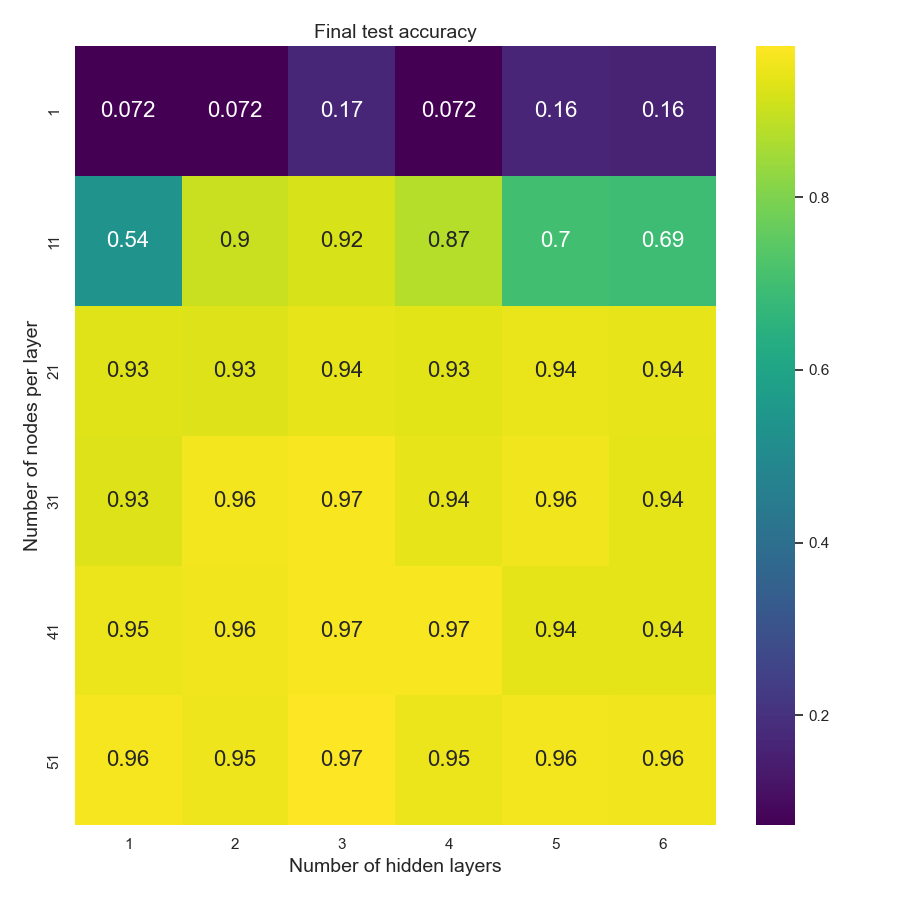 Final test accuracy
1 0.072 0.072 0.17 0.072 0.16 0.16
11 0.54 0.9 0.92 0.87 0.7 0.69
21 0.93 0.93 0.94 0.93 0.94 0.94
31 0.93 0.96 0.97 0.94 0.96 0.94
41 0.95 0.96 0.97 0.97 0.94 0.94
51 0.96 0.95 0.97 0.95 0.96 0.96
1 2 3 4 5 6
Number of hidden layers
Number of nodes per layer
0.8
0.6
0.4
0.2